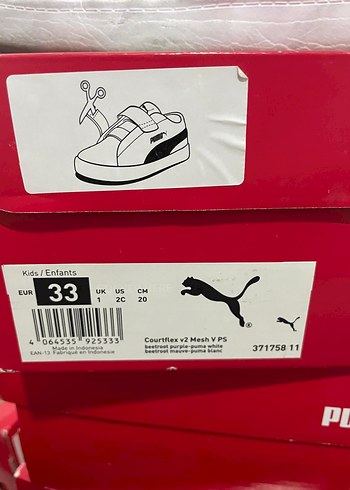 Kids / Enfants
EUR 33 UK 1 US 2C CM 20
4 064535 925333
Made in Indonesia
EAN-13 Fabriqué en Indonesie
Courtflex v2 Mesh V PS
beetroot purple-puma white
beetroot mauve-puma blanc
371758 11
®
PU